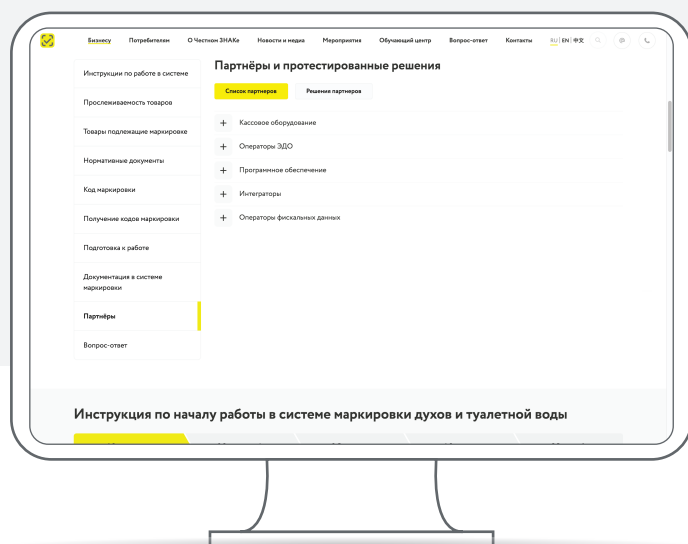 Бизнесу Потребителям О Честном ЗНАКе Новости и медиа Мероприятия Обучающий центр Вопрос-ответ Контакты RU | EN | 中文
Партнёры и протестированные решения
Список партнеров Решения партнеров
Кассовое оборудование
Операторы ЭДО
Программное обеспечение
Интеграторы
Операторы фискальных данных
Инструкции по работе в системе
Прослеживаемость товаров
Товары подлежащие маркировке
Нормативные документы
Код маркировки
Получение кодов маркировки
Подготовка к работе
Документация в системе
маркировки
Партнёры
Вопрос-ответ
Инструкция по началу работы в системе маркировки духов и туалетной воды